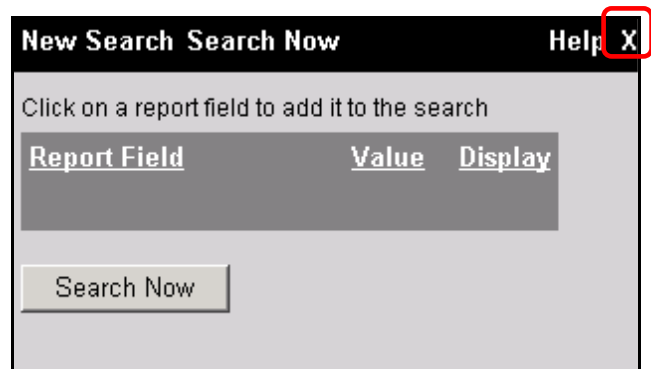 New Search Search Now Help X
Click on a report field to add it to the search
Report Field Value Display
Search Now